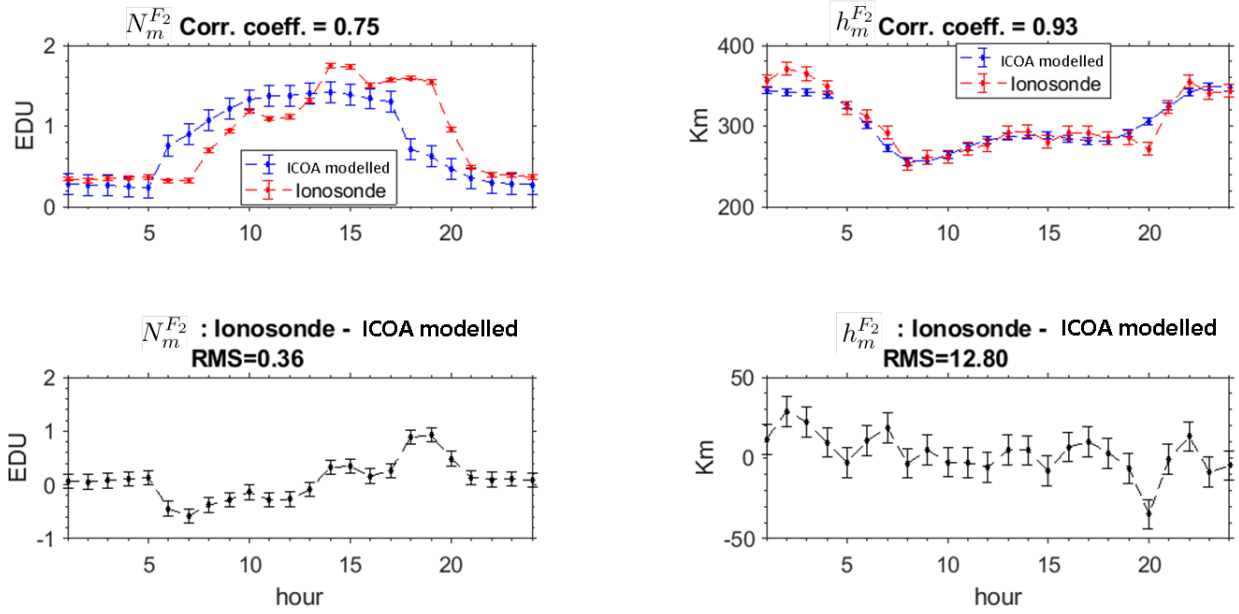 N_m^{F_2} Corr. coeff. = 0.75
2
1
0
EDU
ICOA modelled
Ionosonde
5 10 15 20
hour
h_m^{F_2} Corr. coeff. = 0.93
400
300
200
Km
ICOA modelled
Ionosonde
5 10 15 20
hour
N_m^{F_2} : Ionosonde - ICOA modelled
RMS=0.36
2
1
0
-1
EDU
5 10 15 20
hour
h_m^{F_2} : Ionosonde - ICOA modelled
RMS=12.80
50
0
-50
Km
5 10 15 20
hour